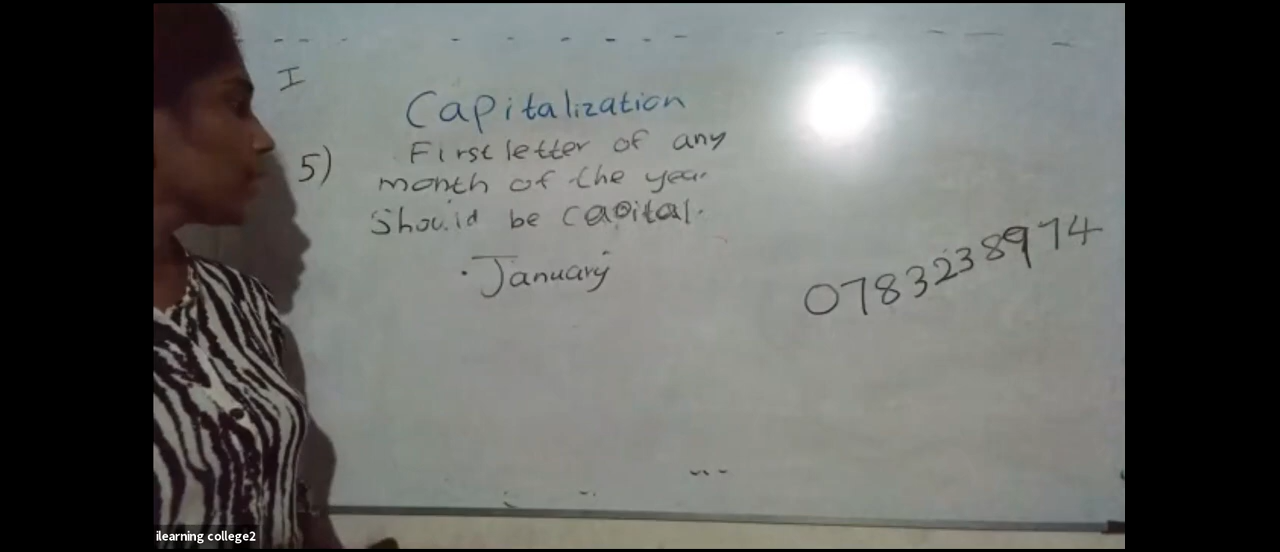 I
Capitalization
5) First letter of any
month of the year
should be capital.
· January
0783238974
ilearning college2